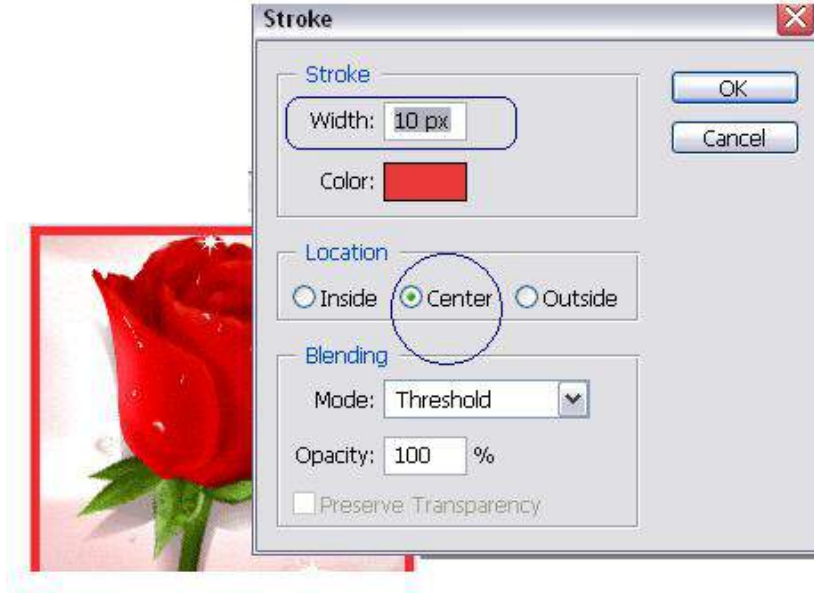 Stroke
Stroke
Width: 10 px
Color:
OK
Cancel
Location
Inside Center Outside
Blending
Mode: Threshold
Opacity: 100 %
Preserve Transparency